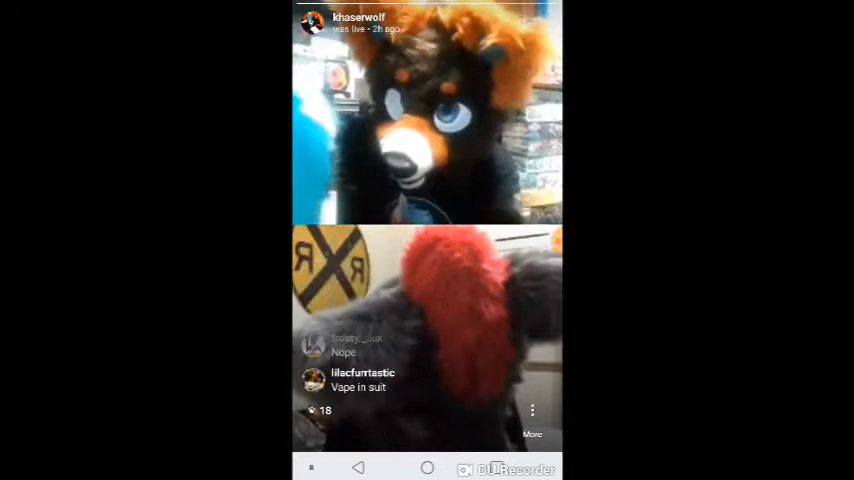 khaserwolf
was live • 2h ago
R R
Nope
lilacfurrtastic
Vape in suit
18
More
DU Recorder